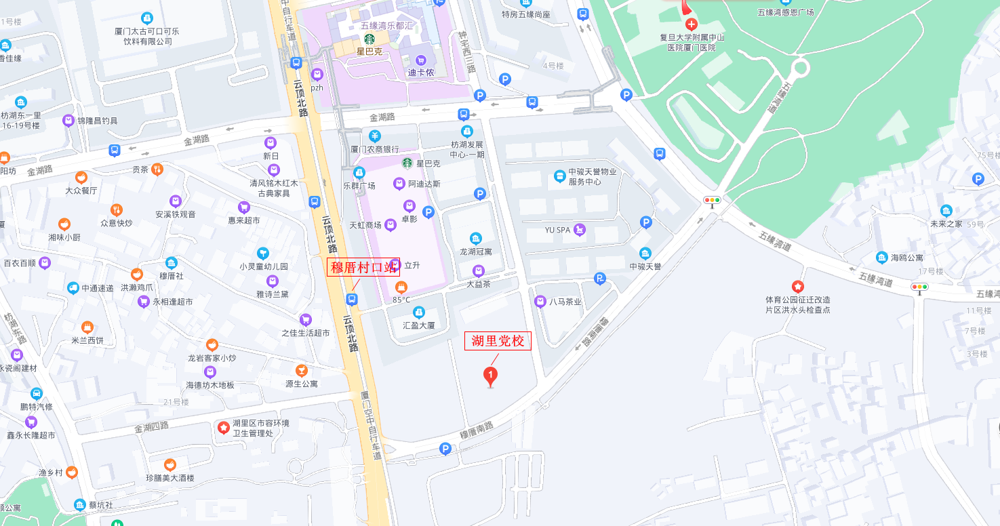 1号楼
厦门太古可口可乐
饮料有限公司
香佳缘
中自行车道
五缘湾乐都汇
星巴克
迪卡侬
pzh
钟宅西三路
特房五缘尚座
4号楼
五缘湾感恩广场
复旦大学附属中山
医院厦门医院
五缘湾道
云顶北路
枋湖东一里
16-19号楼
锦隆昌钓具
金湖路
金湖路
金湖路
阳坊
贡茶
新日
厦门农商银行
枋湖发展
中心-一期
星巴克
乐群广场
阿迪达斯
中骏天誉物业
服务中心
75号楼
大众餐厅
清风铭木红木
古典家具
安溪铁观音
众意快炒
惠来超市
天虹商场
卓影
云顶北路
湘味小厨
YU SPA
未来之家
59号
五缘湾道
龙湖冠寓
小灵童幼儿园
百衣百顺
穆厝社
穆厝村口站
立升
中骏天誉
海鸥公寓
17号楼
五缘湾道
大益茶
洪濑鸡爪
中通速递
雅诗兰黛
永相逢超市
85°C
八马茶业
体育公园征迁改造
片区洪水头检查点
五缘湾
11号楼
汇盈大厦
之佳生活超市
枋湖东路
米兰西饼
云顶北路
湖里党校
穆厝南路
7号楼
3号楼
龙岩客家小炒
永瓷阁建材
海德坊木地板
源生公寓
1
21号楼
鹏特汽修
厦门空中自行车道
鑫永长隆超市
金湖四路
湖里区市容环境
卫生管理处
穆厝南路
渔乡村
珍膳美大酒楼
蔡坑社
顺公寓